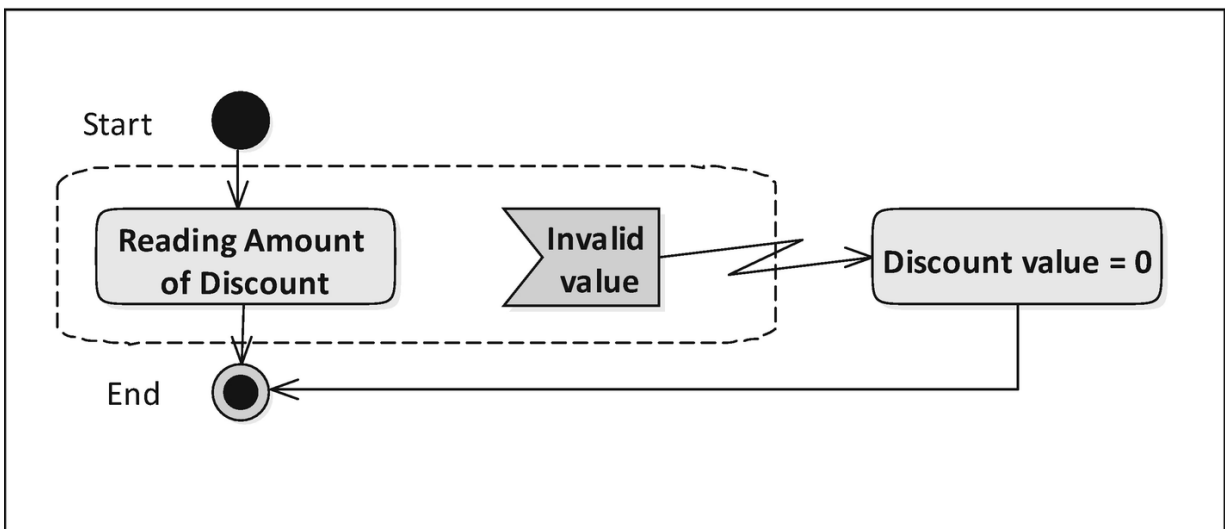 Start
Reading Amount
of Discount
Invalid
value
Discount value = 0
End